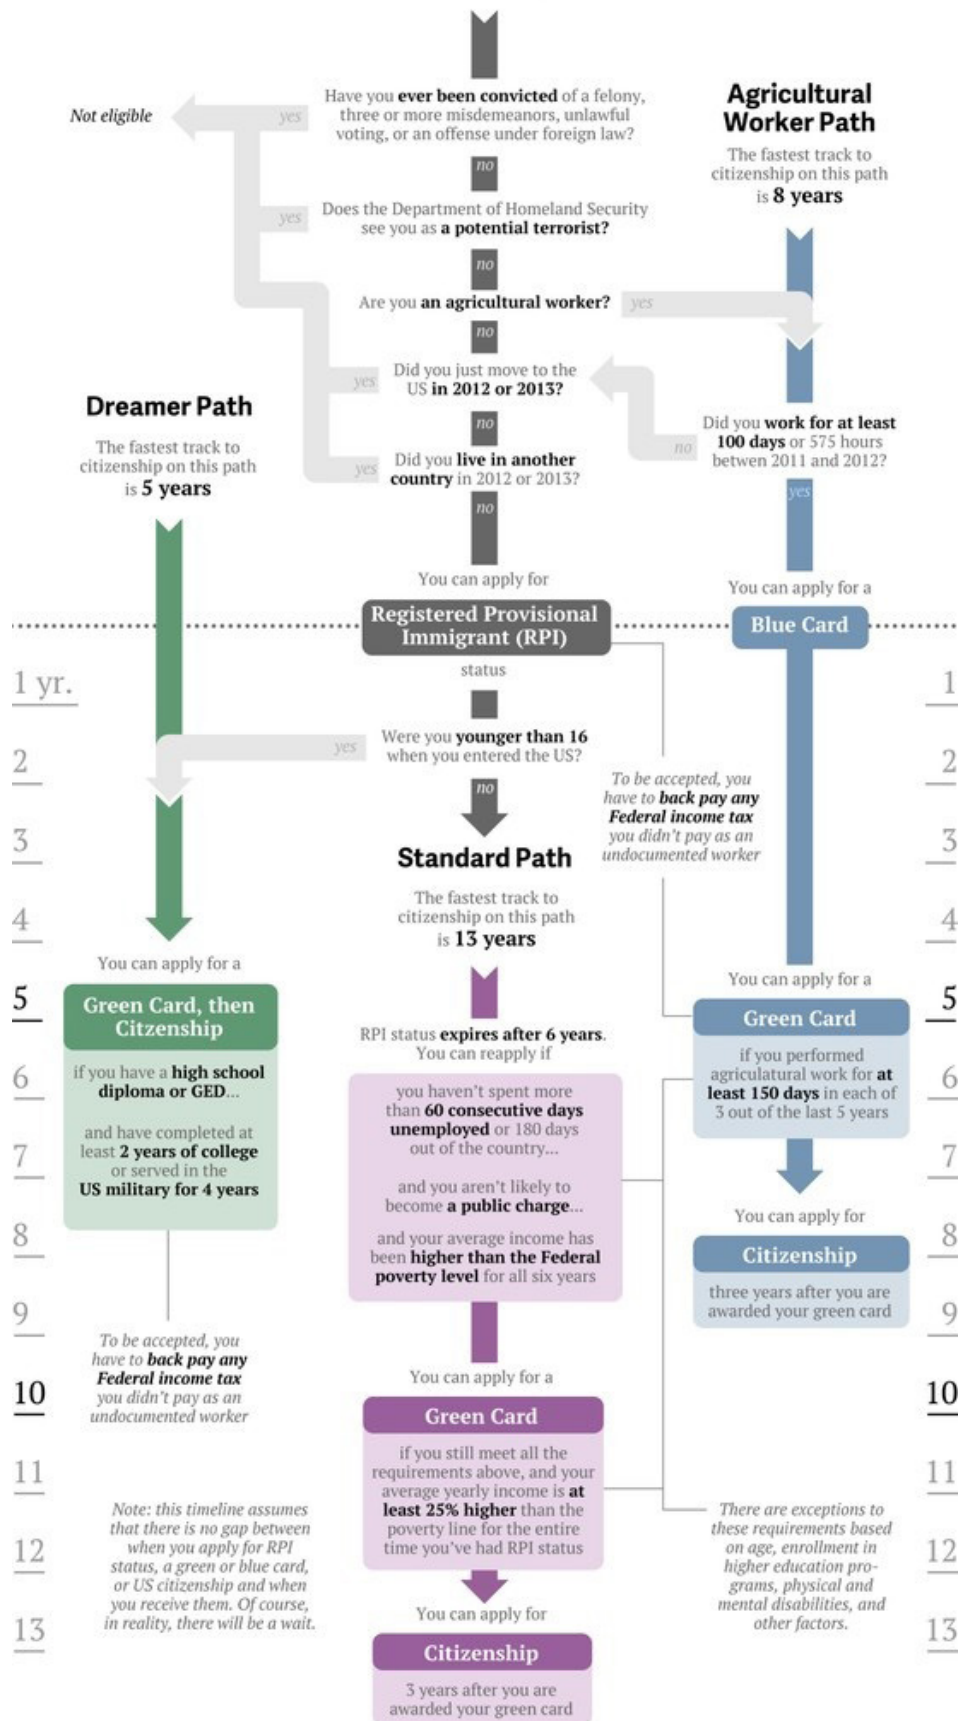 Have you ever been convicted of a felony,
three or more misdemeanors, unlawful
voting, or an offense under foreign law?
yes
Not eligible
no
Agricultural
Worker Path
The fastest track to
citizenship on this path
is 8 years
Does the Department of Homeland Security
see you as a potential terrorist?
yes
no
Are you an agricultural worker?
yes
no
Did you just move to the
US in 2012 or 2013?
yes
no
Did you work for at least
100 days or 575 hours
betwen 2011 and 2012?
no
yes
Did you live in another
country in 2012 or 2013?
yes
no
Dreamer Path
The fastest track to
citizenship on this path
is 5 years
You can apply for
Registered Provisional
Immigrant (RPI)
status
You can apply for a
Blue Card
Were you younger than 16
when you entered the US?
yes
no
To be accepted, you
have to back pay any
Federal income tax
you didn't pay as an
undocumented worker
Standard Path
The fastest track to
citizenship on this path
is 13 years
You can apply for a
Green Card, then
Citzenship
if you have a high school
diploma or GED...
and have completed at
least 2 years of college
or served in the
US military for 4 years
To be accepted, you
have to back pay any
Federal income tax
you didn't pay as an
undocumented worker
RPI status expires after 6 years.
You can reapply if
you haven't spent more
than 60 consecutive days
unemployed or 180 days
out of the country...
and you aren't likely to
become a public charge...
and your average income has
been higher than the Federal
poverty level for all six years
You can apply for a
Green Card
if you still meet all the
requirements above, and your
average yearly income is at
least 25% higher than the
poverty line for the entire
time you've had RPI status
You can apply for
Citizenship
3 years after you are
awarded your green card
You can apply for a
Green Card
if you performed
agriculatural work for at
least 150 days in each of
3 out of the last 5 years
You can apply for
Citizenship
three years after you are
awarded your green card
There are exceptions to
these requirements based
on age, enrollment in
higher education pro-
grams, physical and
mental disabilities, and
other factors.
Note: this timeline assumes
that there is no gap between
when you apply for RPI
status, a green or blue card,
or US citizenship and when
you receive them. Of course,
in reality, there will be a wait.
1 yr.
2
3
4
5
6
7
8
9
10
11
12
13
1
2
3
4
5
6
7
8
9
10
11
12
13